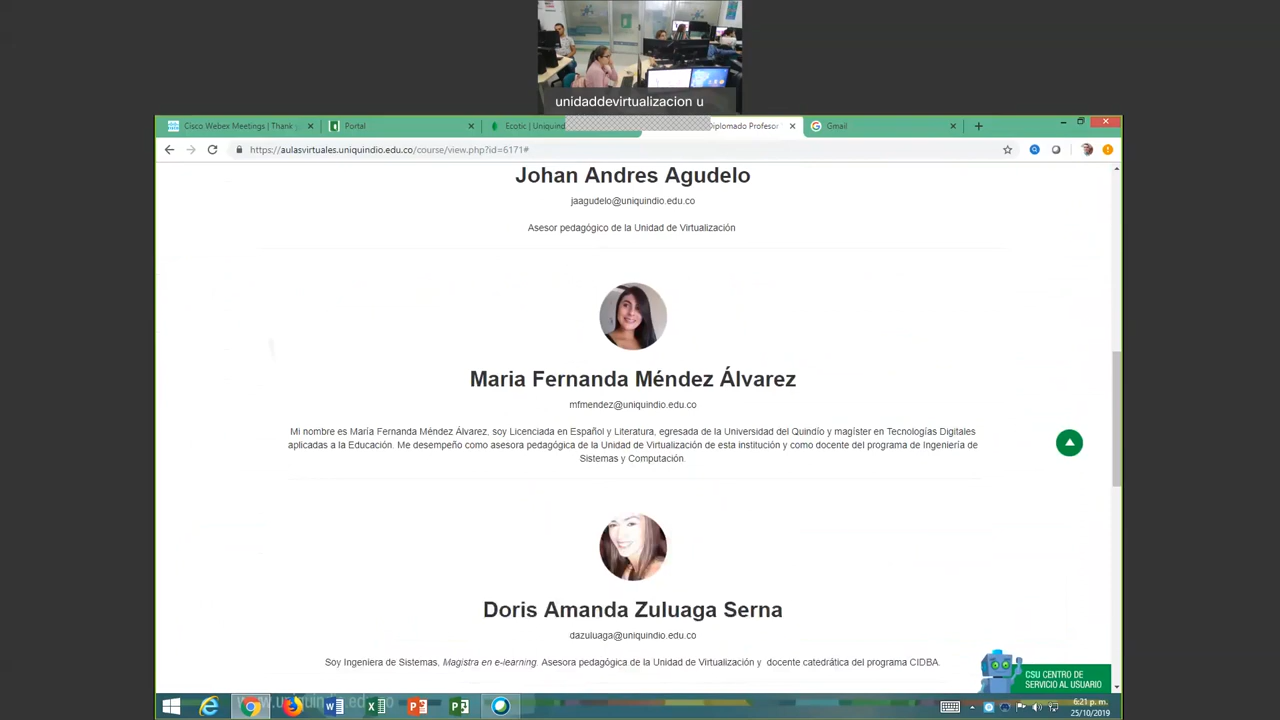 unidaddevirtualizacion u
Cisco Webex Meetings | Thank y
Portal
Ecotic | Uniquind
iplomado Profesor
Gmail
https://aulasvirtuales.uniquindio.edu.co/course/view.php?id=6171#
Johan Andres Agudelo
jaagudelo@uniquindio.edu.co
Asesor pedagógico de la Unidad de Virtualización
Maria Fernanda Méndez Álvarez
mfmendez@uniquindio.edu.co
Mi nombre es María Fernanda Méndez Álvarez, soy Licenciada en Español y Literatura, egresada de la Universidad del Quindío y magíster en Tecnologías Digitales
aplicadas a la Educación. Me desempeño como asesora pedagógica de la Unidad de Virtualización de esta institución y como docente del programa de Ingeniería de
Sistemas y Computación.
Doris Amanda Zuluaga Serna
dazuluaga@uniquindio.edu.co
Soy Ingeniera de Sistemas, Magistra en e-learning. Asesora pedagógica de la Unidad de Virtualización y docente catedrática del programa CIDBA.
CSU CENTRO DE
SERVICIO AL USUARIO
6:21 p. m.
25/10/2019